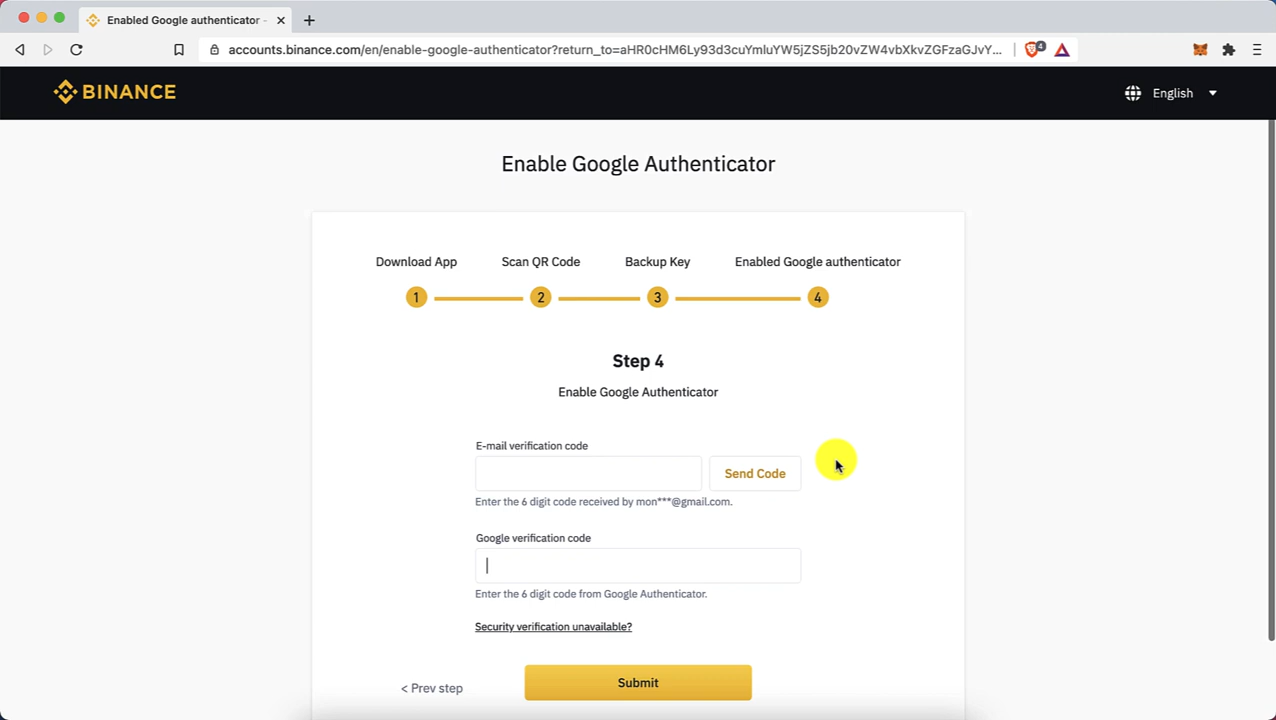 Enabled Google authenticator -
accounts.binance.com/en/enable-google-authenticator?return_to=aHR0cHM6Ly93d3cuYmluYW5jZS5jb20vZW4vbXkvZGFzaGJvY...
4
BINANCE
English
Enable Google Authenticator
Download App Scan QR Code Backup Key Enabled Google authenticator
1 2 3 4
Step 4
Enable Google Authenticator
E-mail verification code
Send Code
Enter the 6 digit code received by mon***@gmail.com.
Google verification code
Enter the 6 digit code from Google Authenticator.
Security verification unavailable?
< Prev step Submit